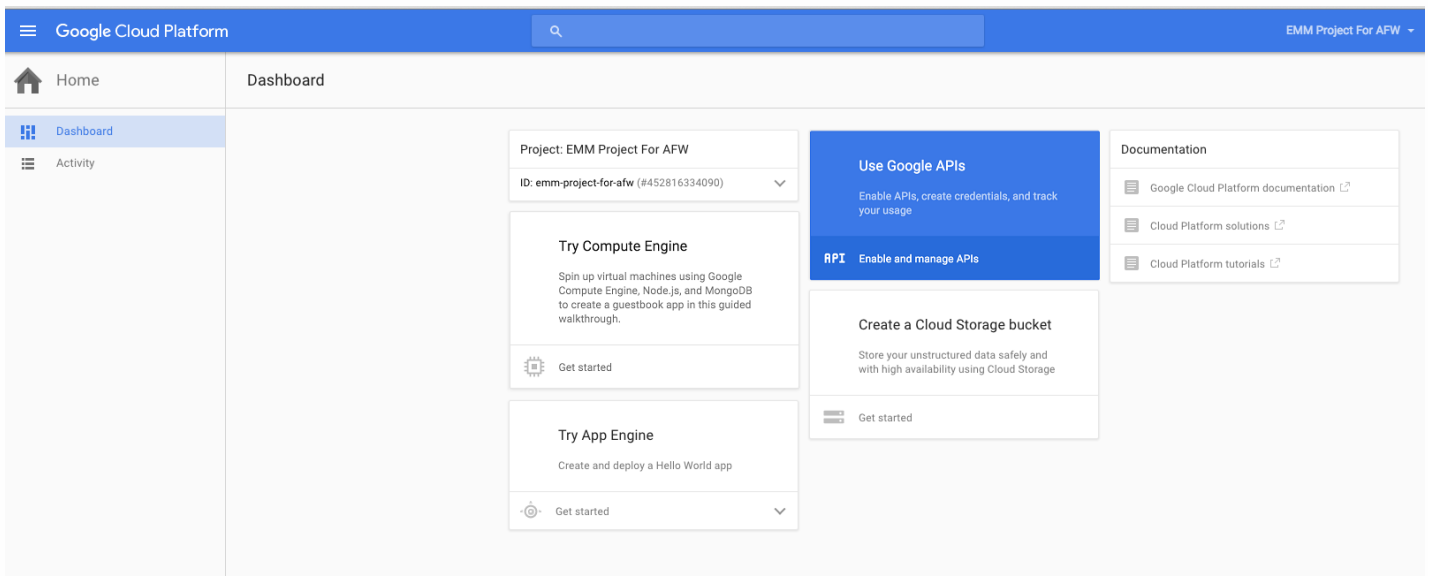 Google Cloud Platform
EMM Project For AFW
Home
Dashboard
Dashboard
Activity
Project: EMM Project For AFW
ID: emm-project-for-afw (#452816334090)
Try Compute Engine
Spin up virtual machines using Google
Compute Engine, Node.js, and MongoDB
to create a guestbook app in this guided
walkthrough.
Get started
Try App Engine
Create and deploy a Hello World app
Get started
Use Google APIs
Enable APIs, create credentials, and track
your usage
API Enable and manage APIs
Create a Cloud Storage bucket
Store your unstructured data safely and
with high availability using Cloud Storage
Get started
Documentation
Google Cloud Platform documentation
Cloud Platform solutions
Cloud Platform tutorials